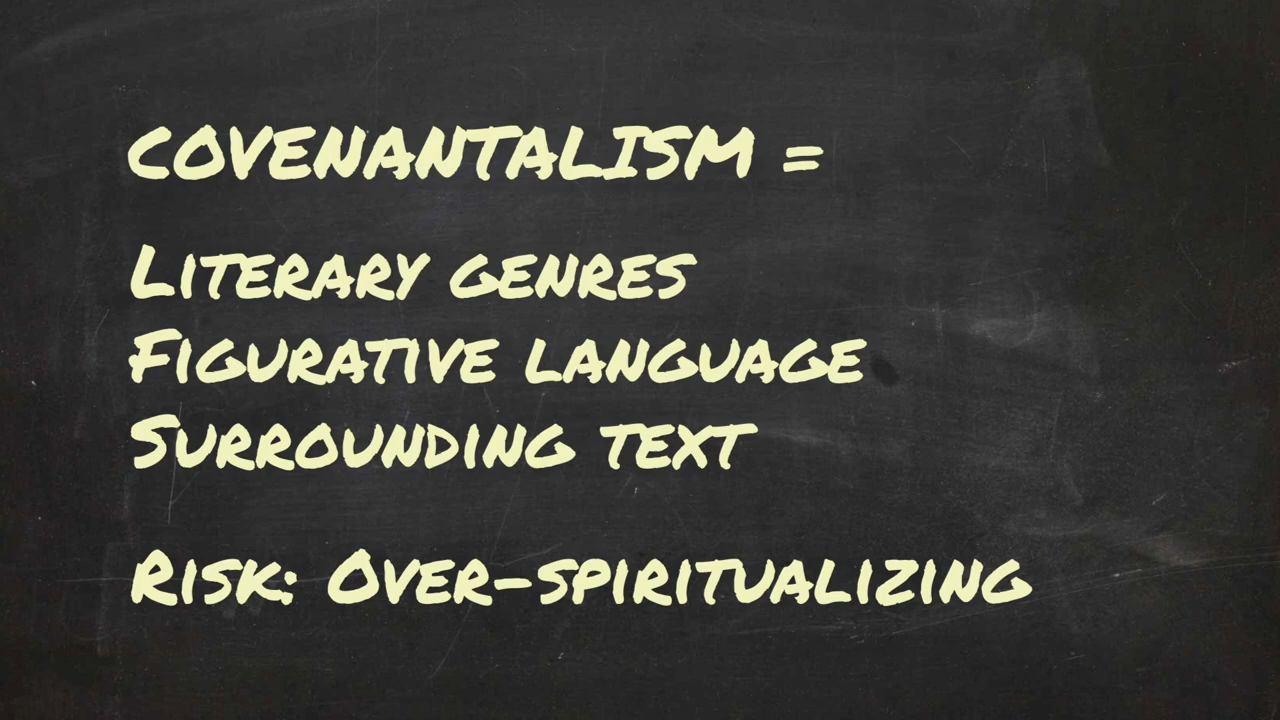 COVENANTALISM =
LITERARY GENRES
FIGURATIVE LANGUAGE
SURROUNDING TEXT
RISK: OVER-SPIRITUALIZING